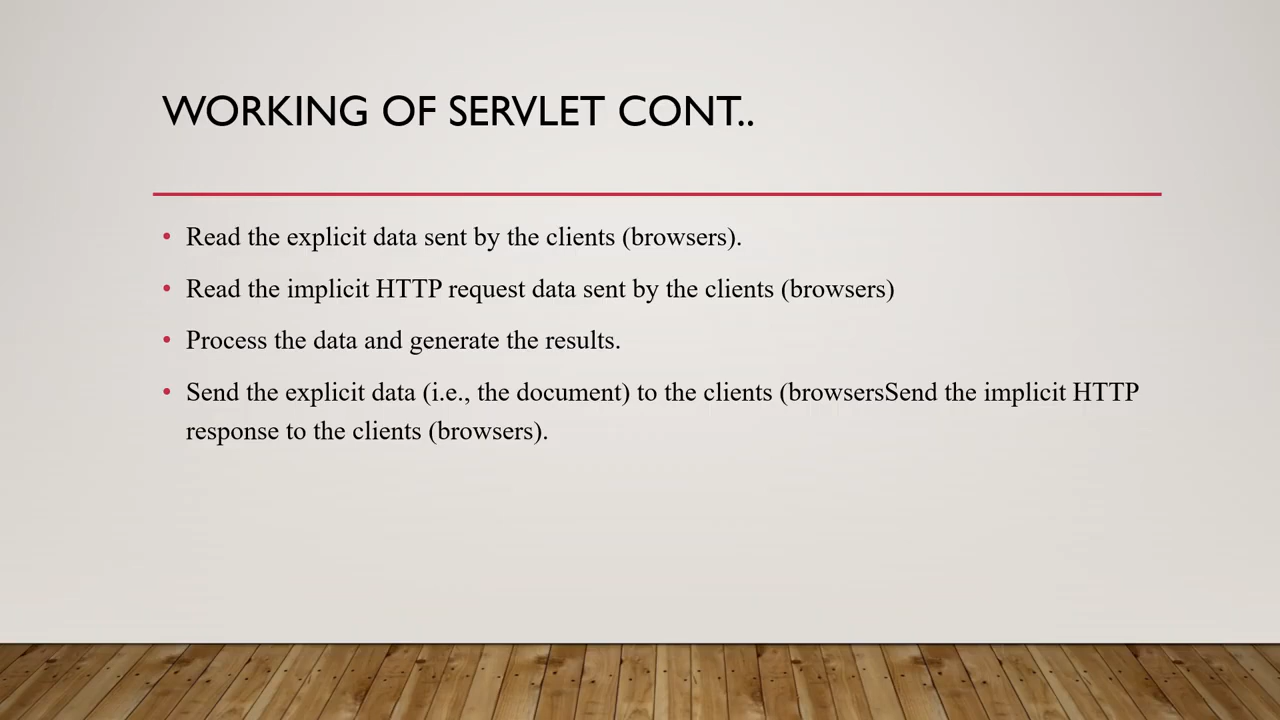 WORKING OF SERVLET CONT..
• Read the explicit data sent by the clients (browsers).
• Read the implicit HTTP request data sent by the clients (browsers)
• Process the data and generate the results.
• Send the explicit data (i.e., the document) to the clients (browsersSend the implicit HTTP
response to the clients (browsers).